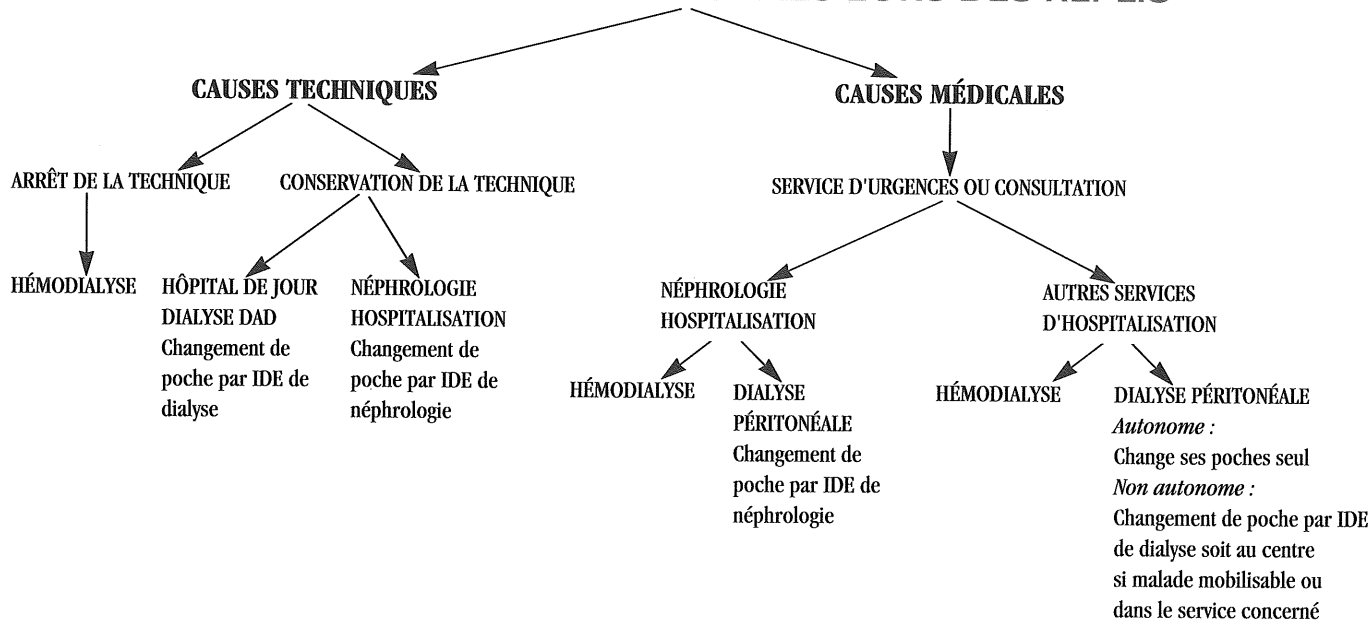 CAUSES TECHNIQUES
CAUSES MÉDICALES
ARRÊT DE LA TECHNIQUE
CONSERVATION DE LA TECHNIQUE
SERVICE D'URGENCES OU CONSULTATION
HÉMODIALYSE
HÔPITAL DE JOUR
DIALYSE DAD
Changement de
poche par IDE de
dialyse
NÉPHROLOGIE
HOSPITALISATION
Changement de
poche par IDE de
néphrologie
NÉPHROLOGIE
HOSPITALISATION
AUTRES SERVICES
D'HOSPITALISATION
HÉMODIALYSE
DIALYSE
PÉRITONÉALE
Changement de
poche par IDE de
néphrologie
HÉMODIALYSE
DIALYSE PÉRITONÉALE
Autonome :
Change ses poches seul
Non autonome :
Changement de poche par IDE
de dialyse soit au centre
si malade mobilisable ou
dans le service concerné